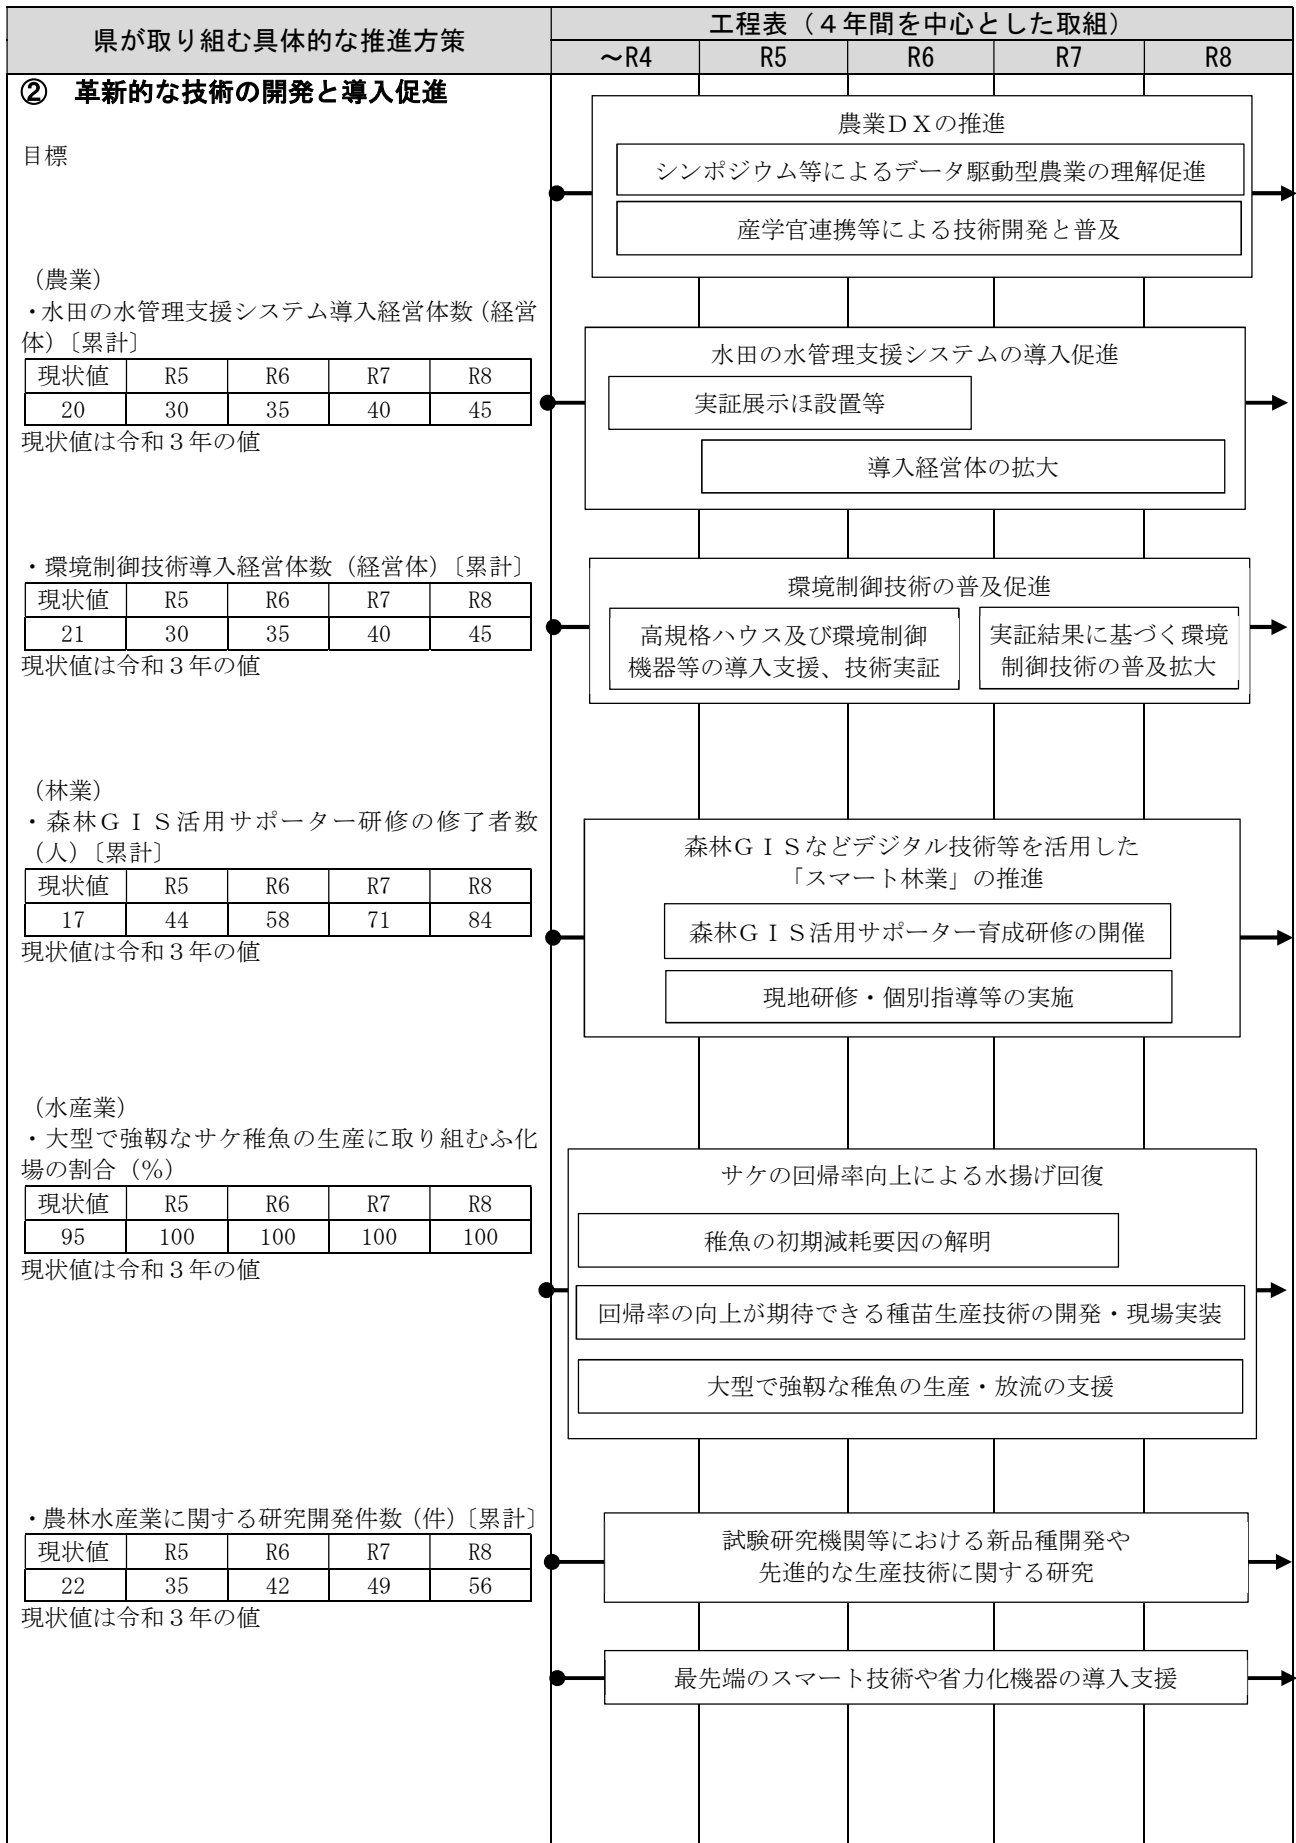 県が取り組む具体的な推進方策
工程表（４年間を中心とした取組）
～R4 R5 R6 R7 R8
② 革新的な技術の開発と導入促進
目標
（農業）
・水田の水管理支援システム導入経営体数（経営
体）〔累計〕
現状値 R5 R6 R7 R8
20 30 35 40 45
現状値は令和３年の値
・環境制御技術導入経営体数（経営体）〔累計〕
現状値 R5 R6 R7 R8
21 30 35 40 45
現状値は令和３年の値
（林業）
・森林ＧＩＳ活用サポーター研修の修了者数
（人）〔累計〕
現状値 R5 R6 R7 R8
17 44 58 71 84
現状値は令和３年の値
（水産業）
・大型で強靭なサケ稚魚の生産に取り組むふ化
場の割合（％）
現状値 R5 R6 R7 R8
95 100 100 100 100
現状値は令和３年の値
・農林水産業に関する研究開発件数（件）〔累計〕
現状値 R5 R6 R7 R8
22 35 42 49 56
現状値は令和３年の値
農業ＤＸの推進
シンポジウム等によるデータ駆動型農業の理解促進
産学官連携等による技術開発と普及
水田の水管理支援システムの導入促進
実証展示ほ設置等
導入経営体の拡大
環境制御技術の普及促進
高規格ハウス及び環境制御
機器等の導入支援、技術実証
実証結果に基づく環境
制御技術の普及拡大
森林ＧＩＳなどデジタル技術等を活用した
「スマート林業」の推進
森林ＧＩＳ活用サポーター育成研修の開催
現地研修・個別指導等の実施
サケの回帰率向上による水揚げ回復
稚魚の初期減耗要因の解明
回帰率の向上が期待できる種苗生産技術の開発・現場実装
大型で強靭な稚魚の生産・放流の支援
試験研究機関等における新品種開発や
先進的な生産技術に関する研究
最先端のスマート技術や省力化機器の導入支援